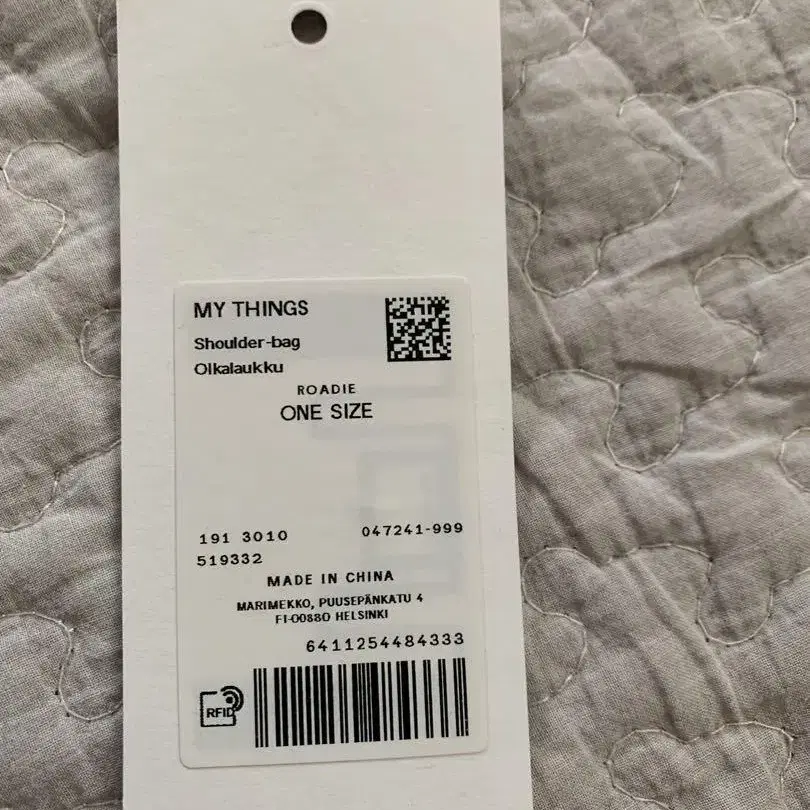 MY THINGS
Shoulder-bag
Olkalaukku
ROADIE
ONE SIZE
191 3010 047241-999
519332
MADE IN CHINA
MARIMEKKO, PUUSEPÄNKATU 4
FI-00880 HELSINKI
6411254484333
RFID